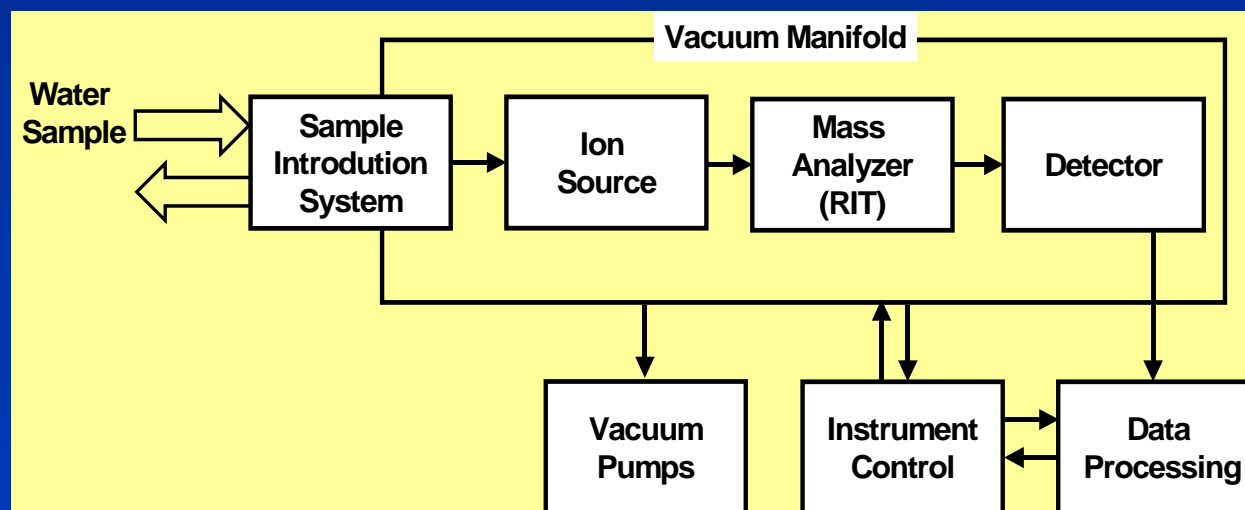 Vacuum Manifold
Water
Sample
Sample
Introdution
System
Ion
Source
Mass
Analyzer
(RIT)
Detector
Vacuum
Pumps
Instrument
Control
Data
Processing